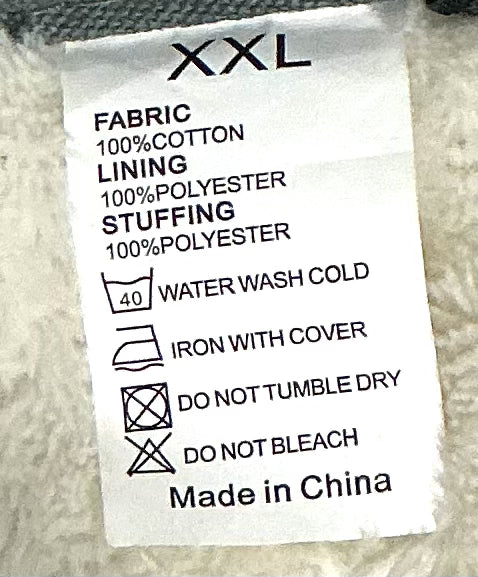 XXL
FABRIC
100%COTTON
LINING
100%POLYESTER
STUFFING
100%POLYESTER
40 WATER WASH COLD
IRON WITH COVER
DO NOT TUMBLE DRY
DO NOT BLEACH
Made in China